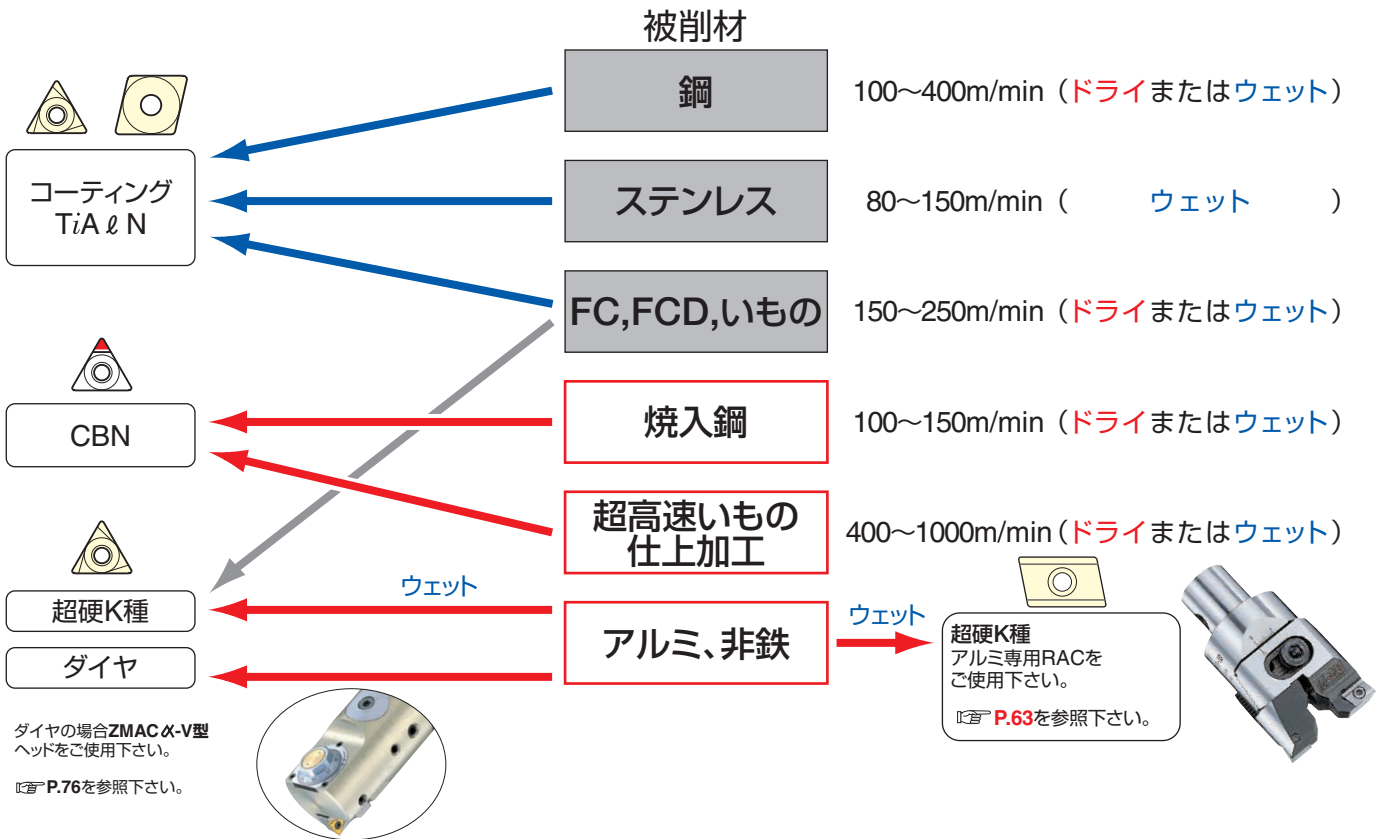 被削材
鋼
100～400m/min（ドライまたはウェット）
コーティング
TiAℓN
ステンレス
80～150m/min（　ウェット　）
FC,FCD,いもの
150～250m/min（ドライまたはウェット）
CBN
焼入鋼
100～150m/min（ドライまたはウェット）
超高速いもの
仕上加工
400～1000m/min（ドライまたはウェット）
超硬K種
ウェット
アルミ、非鉄
ウェット
ダイヤ
超硬K種
アルミ専用RACを
ご使用下さい。
☞P.63を参照下さい。
ダイヤの場合ZMACα-V型
ヘッドをご使用下さい。
☞P.76を参照下さい。